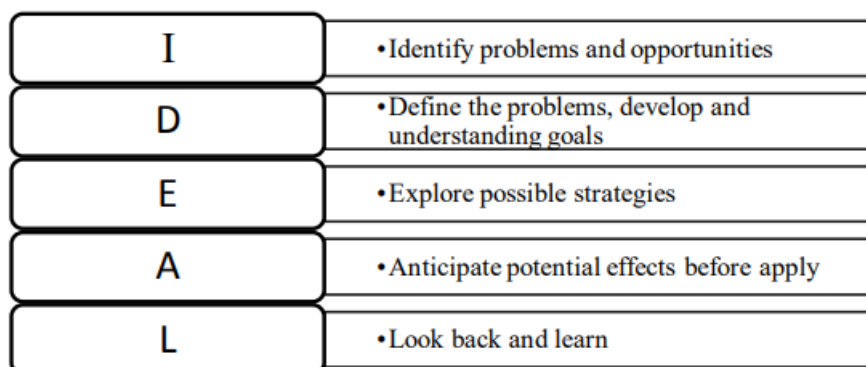 I
•Identify problems and opportunities
D
•Define the problems, develop and
understanding goals
E
•Explore possible strategies
A
•Anticipate potential effects before apply
L
•Look back and learn